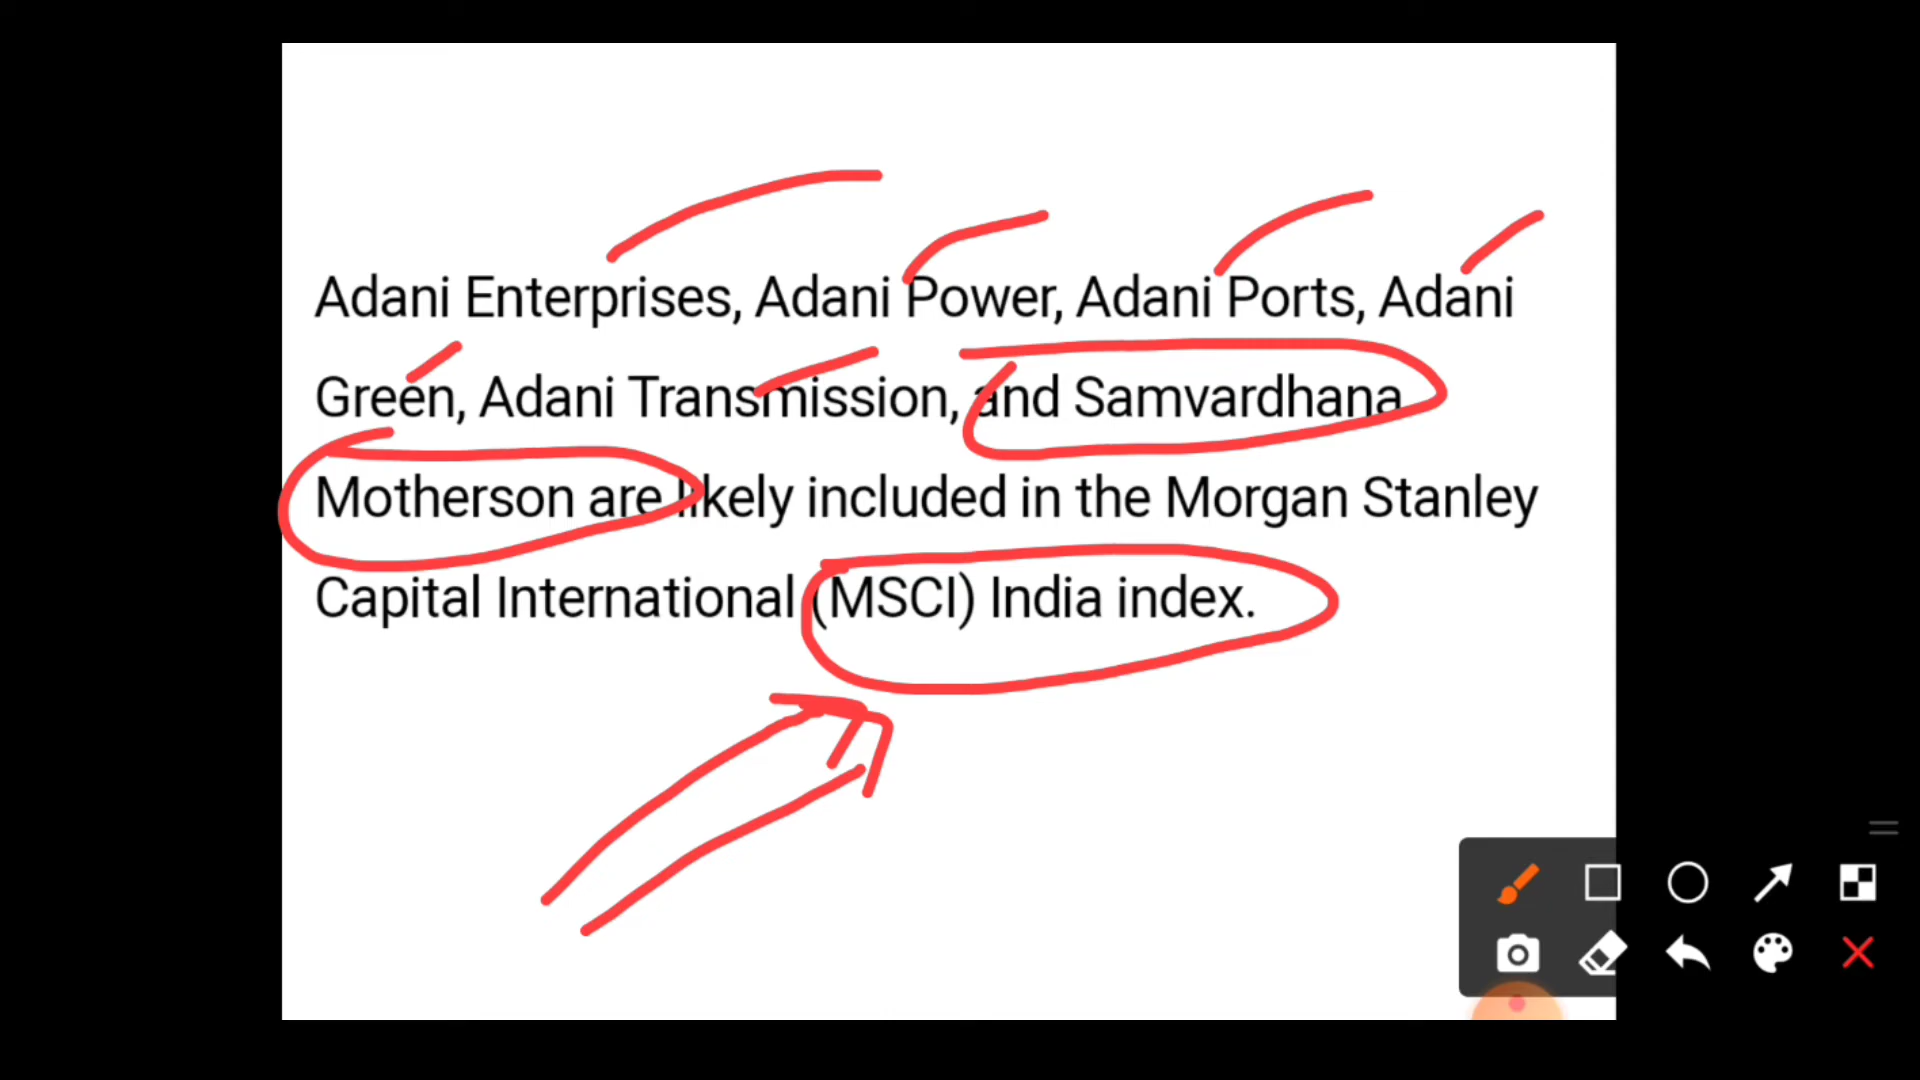 Adani Enterprises, Adani Power, Adani Ports, Adani
Green, Adani Transmission, and Samvardhana
Motherson are likely included in the Morgan Stanley
Capital International (MSCI) India index.